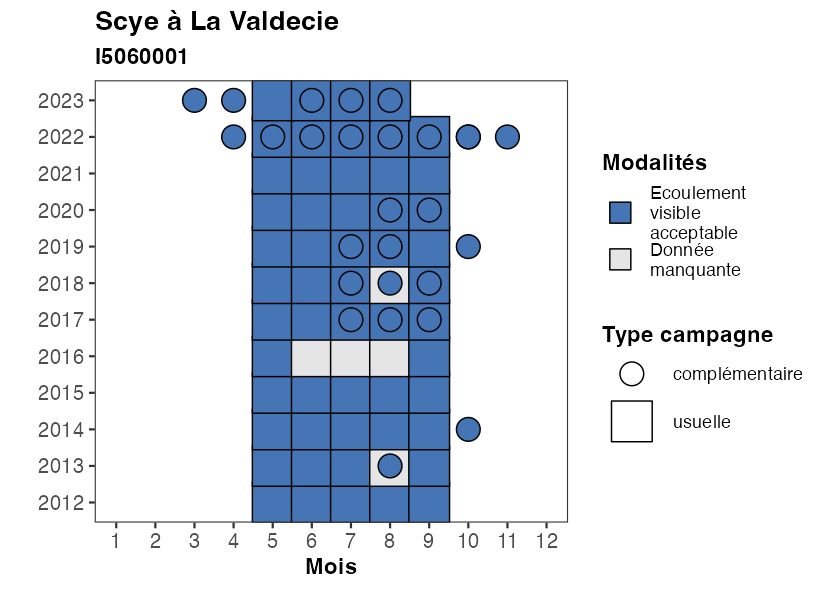 Scye à La Valdecie
I5060001
2023
2022
2021
2020
2019
2018
2017
2016
2015
2014
2013
2012
1 2 3 4 5 6 7 8 9 10 11 12
Mois
Modalités
Ecoulement
visible
acceptable
Donnée
manquante
Type campagne
complémentaire
usuelle